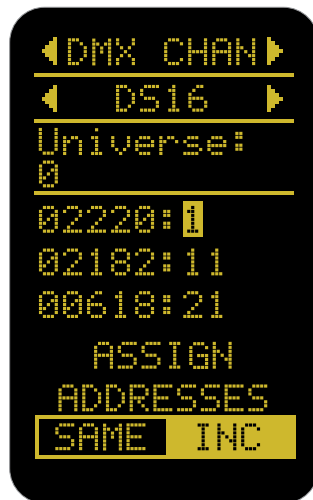 DMX CHAN
DS16
Universe:
0
02220:1
02182:11
00618:21
ASSIGN
ADDRESSES
SAME INC